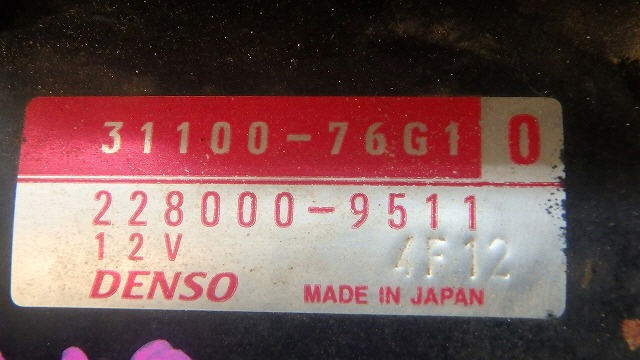 31100-76G1 0
228000-9511
12V 4F12
DENSO MADE IN JAPAN